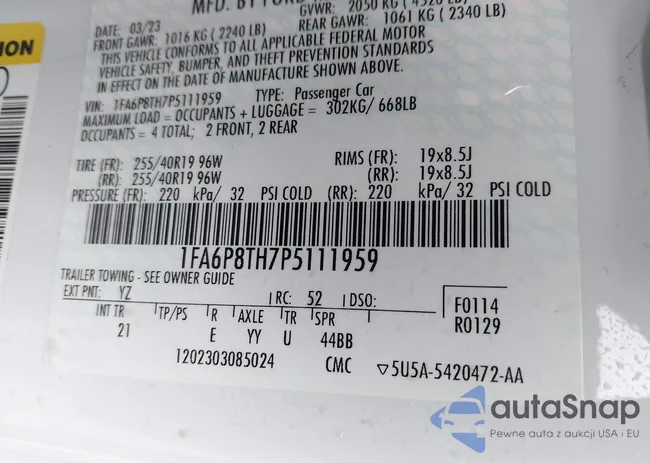 MFD. BY FORD
DATE: 03/23 GVWR: 2050 KG ( 4520 LB)
FRONT GAWR: 1016 KG ( 2240 LB) REAR GAWR: 1061 KG ( 2340 LB)
THIS VEHICLE CONFORMS TO ALL APPLICABLE FEDERAL MOTOR
VEHICLE SAFETY, BUMPER, AND THEFT PREVENTION STANDARDS
IN EFFECT ON THE DATE OF MANUFACTURE SHOWN ABOVE.
VIN: 1FA6P8TH7P5111959 TYPE: Passenger Car
MAXIMUM LOAD = OCCUPANTS + LUGGAGE = 302KG/ 668LB
OCCUPANTS = 4 TOTAL; 2 FRONT, 2 REAR
TIRE (FR): 255/40R19 96W RIMS (FR): 19x8.5J
(RR): 255/40R19 96W (RR): 19x8.5J
PRESSURE (FR): 220 kPa/ 32 PSI COLD (RR): 220 kPa/ 32 PSI COLD
1FA6P8TH7P5111959
TRAILER TOWING - SEE OWNER GUIDE
EXT PNT: YZ RC: 52 DSO:
F0114
R0129
INT TR TP/PS R AXLE TR SPR
21 E YY U 44BB
1202303085024 CMC ▽5U5A-5420472-AA
autoSnap
Pewne auta z aukcji USA i EU